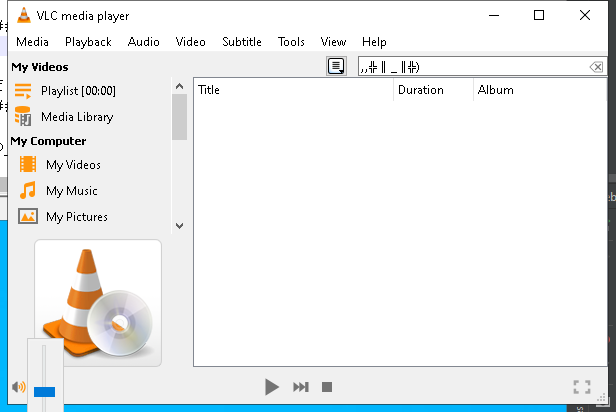 VLC media player
Media Playback Audio Video Subtitle Tools View Help
My Videos
,,╬ ‖ _ ‖╬)
Playlist [00:00]
Title Duration Album
Media Library
My Computer
My Videos
My Music
My Pictures